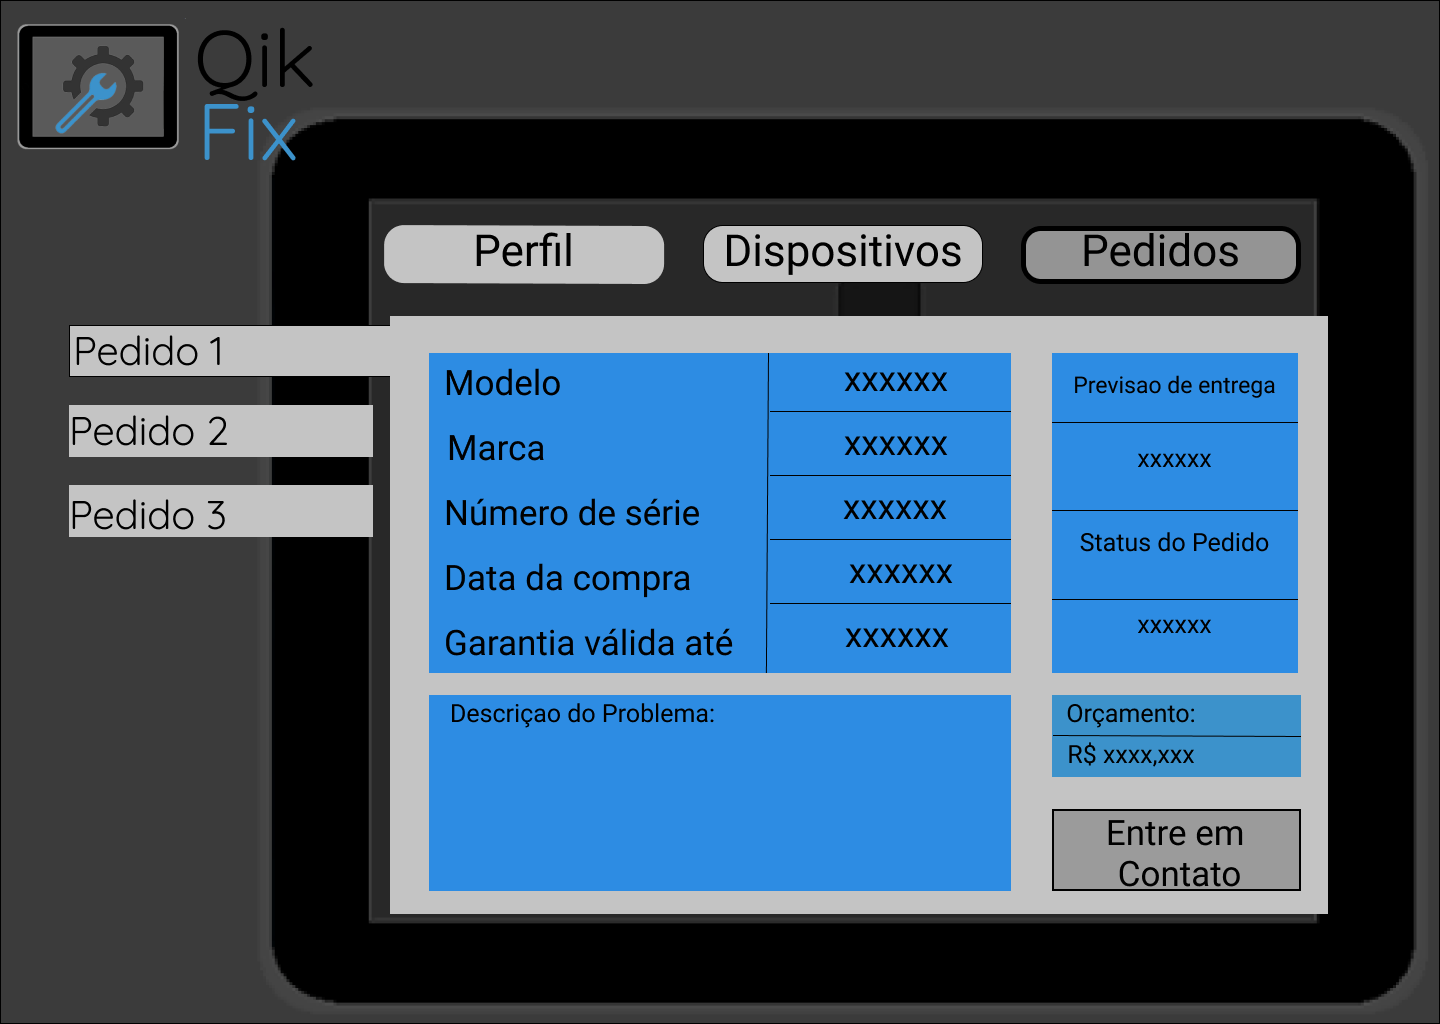 Qik
Fix
Perfil
Dispositivos
Pedidos
Pedido 1
Pedido 2
Pedido 3
Modelo
xxxxxx
Marca
xxxxxx
Número de série
xxxxxx
Data da compra
xxxxxx
Garantia válida até
xxxxxx
Previsao de entrega
xxxxxx
Status do Pedido
xxxxxx
Descriçao do Problema:
Orçamento:
R$ xxxx,xxx
Entre em
Contato